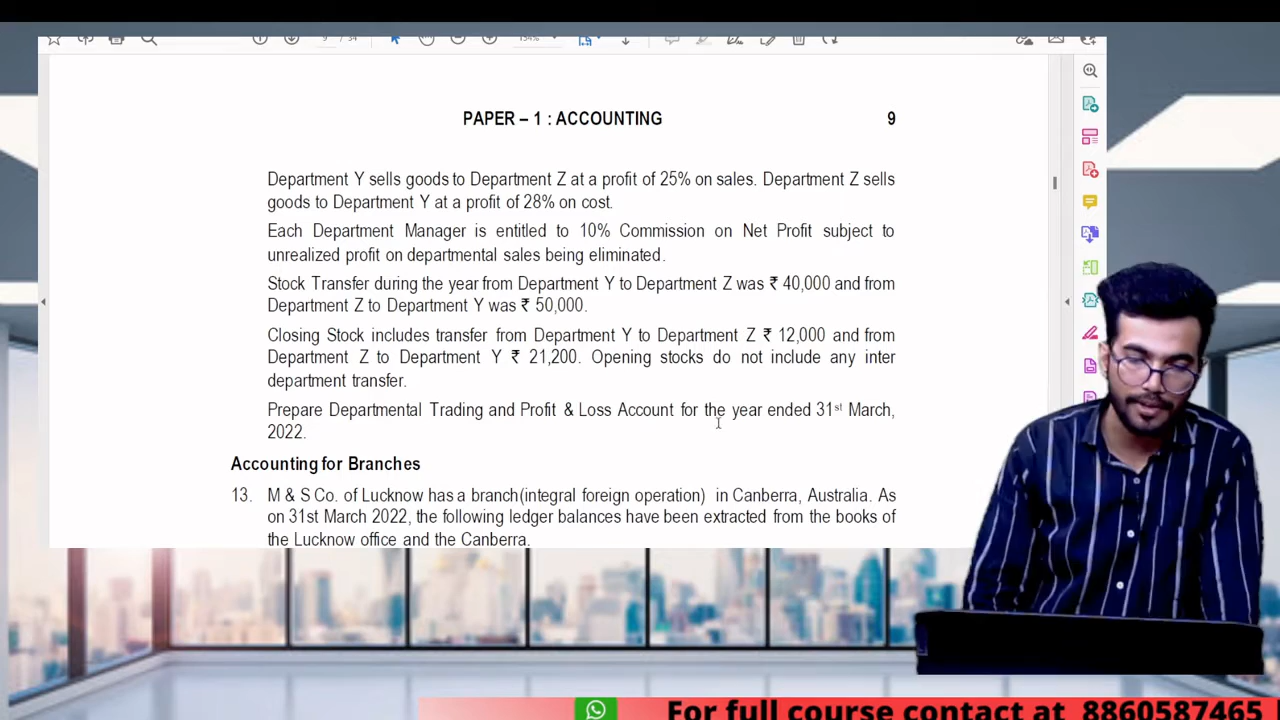 PAPER – 1 : ACCOUNTING 9
Department Y sells goods to Department Z at a profit of 25% on sales. Department Z sells
goods to Department Y at a profit of 28% on cost.
Each Department Manager is entitled to 10% Commission on Net Profit subject to
unrealized profit on departmental sales being eliminated.
Stock Transfer during the year from Department Y to Department Z was ₹ 40,000 and from
Department Z to Department Y was ₹ 50,000.
Closing Stock includes transfer from Department Y to Department Z ₹ 12,000 and from
Department Z to Department Y ₹ 21,200. Opening stocks do not include any inter
department transfer.
Prepare Departmental Trading and Profit & Loss Account for the year ended 31st March,
2022.
Accounting for Branches
13. M & S Co. of Lucknow has a branch(integral foreign operation) in Canberra, Australia. As
on 31st March 2022, the following ledger balances have been extracted from the books of
the Lucknow office and the Canberra.
For full course contact at 8860587465